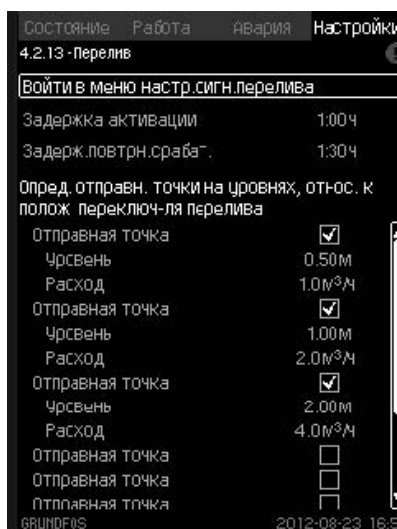 Состояние Работа Авария Настройки
4.2.13 - Перелив
Войти в меню настр.сигн.перелива
Задержка активации 1:00ч
Задерж.повтрн.сраба⁻. 1:30ч
Опред. отправн. точки на уровнях, относ. к
полож переключ-ля перелива
Отправная точка
Уровень 0.50м
Расход 1.0м³/ч
Отправная точка
Уровень 1.00м
Расход 2.0м³/ч
Отправная точка
Уровень 2.00м
Расход 4.0м³/ч
Отправная точка
Отправная точка
Отправная точка
GRUNDFOS 2012-08-23